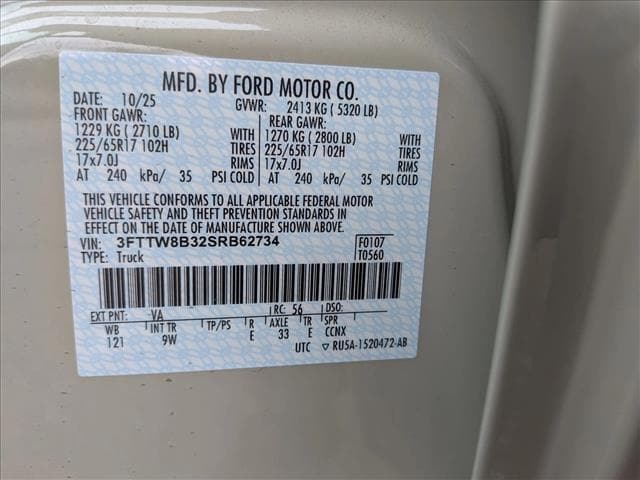 MFD. BY FORD MOTOR CO.
DATE: 10/25 GVWR: 2413 KG ( 5320 LB)
FRONT GAWR: REAR GAWR:
1229 KG ( 2710 LB) WITH 1270 KG ( 2800 LB) WITH
225/65R17 102H TIRES 225/65R17 102H TIRES
17x7.0J RIMS 17x7.0J RIMS
AT 240 kPa/ 35 PSI COLD AT 240 kPa/ 35 PSI COLD
THIS VEHICLE CONFORMS TO ALL APPLICABLE FEDERAL MOTOR
VEHICLE SAFETY AND THEFT PREVENTION STANDARDS IN
EFFECT ON THE DATE OF MANUFACTURE SHOWN ABOVE.
VIN: 3FTTW8B32SRB62734 F0107
TYPE: Truck T0560
EXT PNT: VA RC: 56 DSO:
WB INT TR TP/PS R AXLE TR SPR
121 9W E 33 E CCNX
UTC ▽ RU5A-1520472-AB